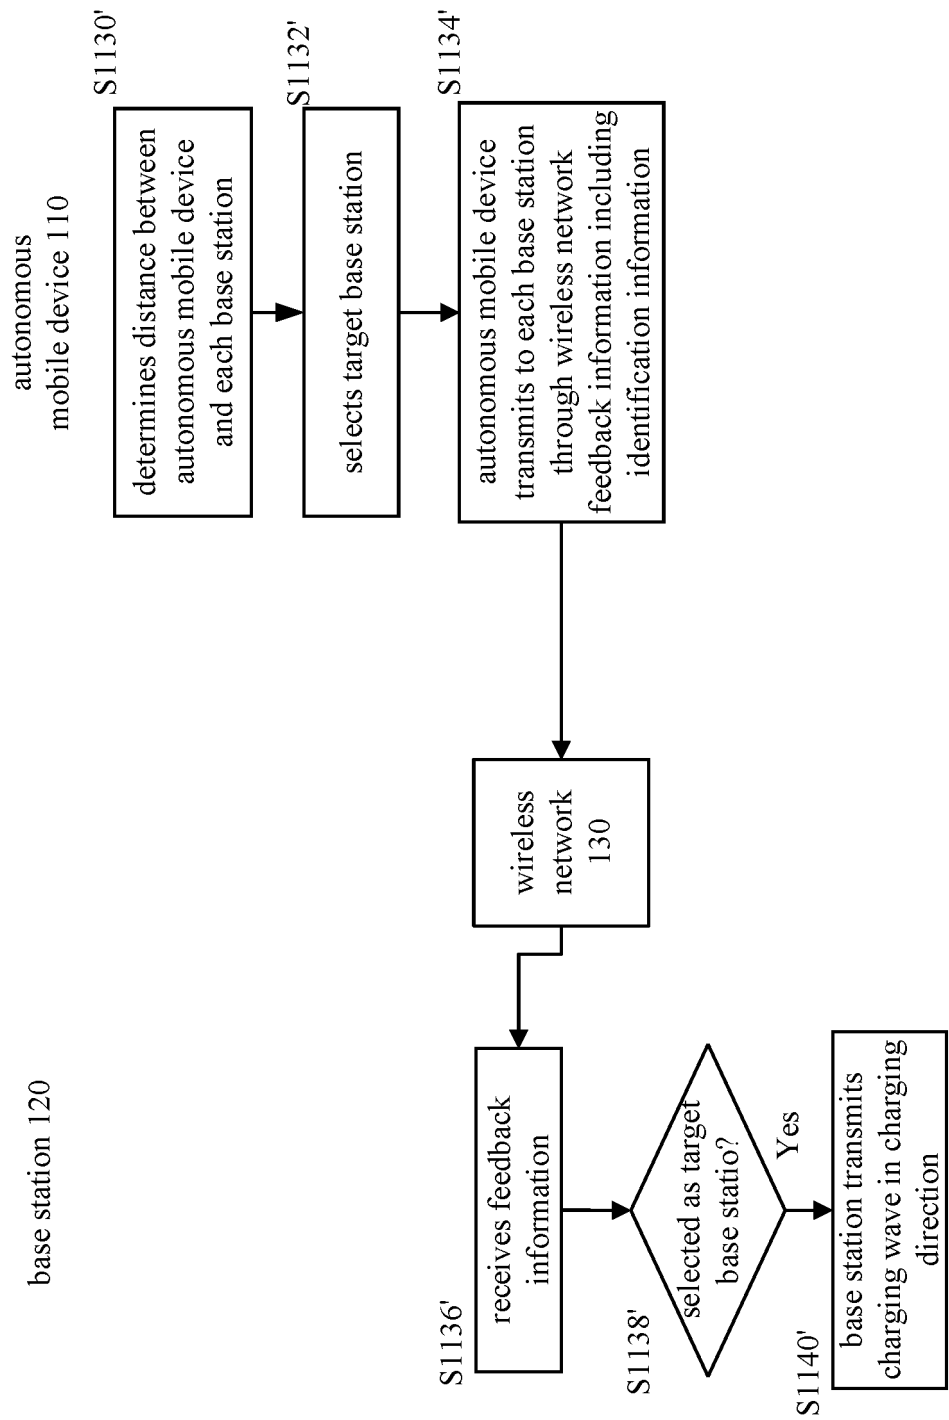 base station 120
autonomous
mobile device 110
S1130'
determines distance between
autonomous mobile device
and each base station
S1132'
selects target base station
S1134'
autonomous mobile device
transmits to each base station
through wireless network
feedback information including
identification information
wireless
network
130
S1136'
receives feedback
information
S1138'
selected as target
base statio?
Yes
S1140'
base station transmits
charging wave in charging
direction